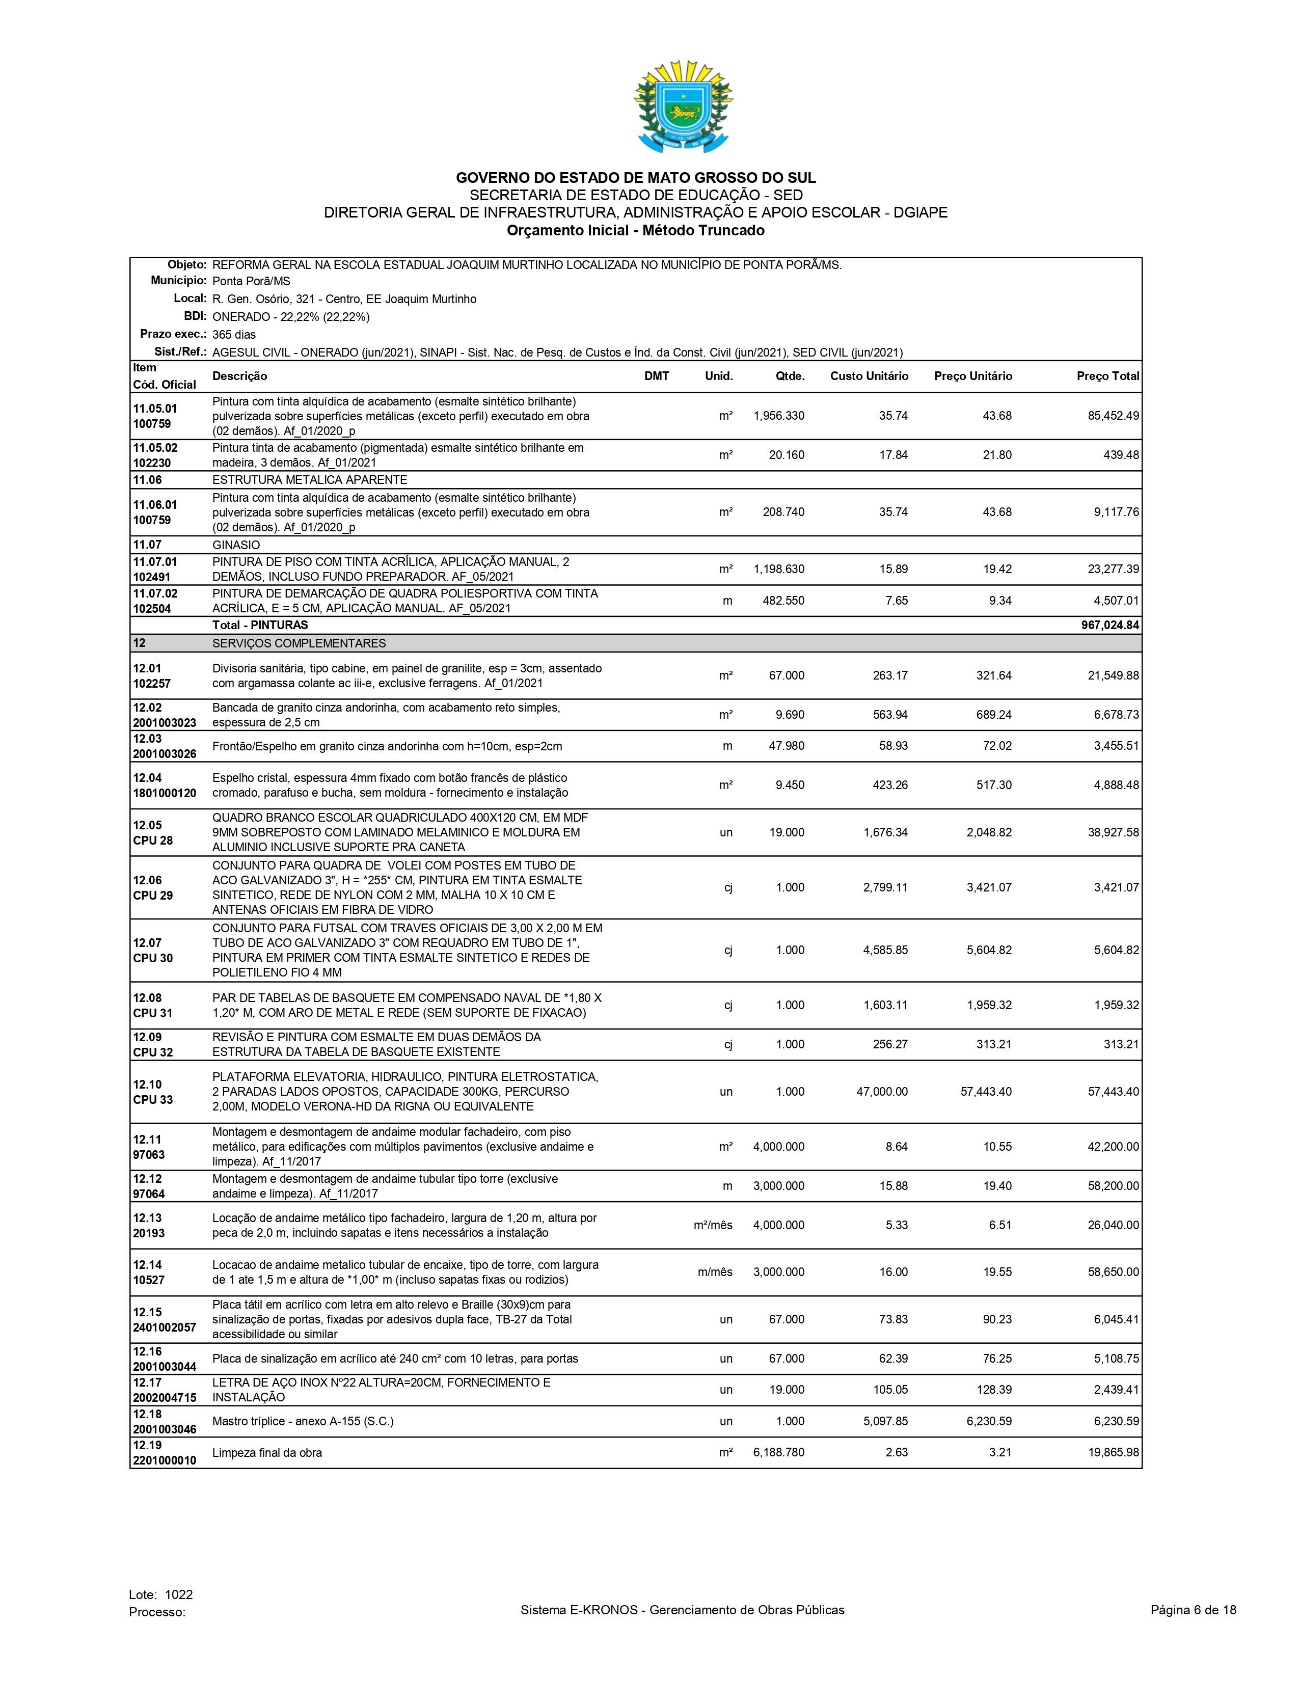 GOVERNO DO ESTADO DE MATO GROSSO DO SUL
SECRETARIA DE ESTADO DE EDUCAÇÃO - SED
DIRETORIA GERAL DE INFRAESTRUTURA, ADMINISTRAÇÃO E APOIO ESCOLAR - DGIAPE
Orçamento Inicial - Método Truncado
Objeto: REFORMA GERAL NA ESCOLA ESTADUAL JOAQUIM MURTINHO LOCALIZADA NO MUNICÍPIO DE PONTA PORÃ/MS.
Município: Ponta Porã/MS
Local: R. Gen. Osório, 321 - Centro, EE Joaquim Murtinho
BDI: ONERADO - 22,22% (22,22%)
Prazo exec.: 365 dias
Sist./Ref.: AGESUL CIVIL - ONERADO (jun/2021), SINAPI - Sist. Nac. de Pesq. de Custos e Índ. da Const. Civil (jun/2021), SED CIVIL (jun/2021)
Item
Cód. Oficial Descrição DMT Unid. Qtde. Custo Unitário Preço Unitário Preço Total
11.05.01
100759
Pintura com tinta alquídica de acabamento (esmalte sintético brilhante)
pulverizada sobre superfícies metálicas (exceto perfil) executado em obra
(02 demãos). Af_01/2020_p
m² 1,956.330 35.74 43.68 85,452.49
11.05.02
102230
Pintura tinta de acabamento (pigmentada) esmalte sintético brilhante em
madeira, 3 demãos. Af_01/2021
m² 20.160 17.84 21.80 439.48
11.06 ESTRUTURA METALICA APARENTE
11.06.01
100759
Pintura com tinta alquídica de acabamento (esmalte sintético brilhante)
pulverizada sobre superfícies metálicas (exceto perfil) executado em obra
(02 demãos). Af_01/2020_p
m² 208.740 35.74 43.68 9,117.76
11.07 GINASIO
11.07.01
102491
PINTURA DE PISO COM TINTA ACRÍLICA, APLICAÇÃO MANUAL, 2
DEMÃOS, INCLUSO FUNDO PREPARADOR. AF_05/2021
m² 1,198.630 15.89 19.42 23,277.39
11.07.02
102504
PINTURA DE DEMARCAÇÃO DE QUADRA POLIESPORTIVA COM TINTA
ACRÍLICA, E = 5 CM, APLICAÇÃO MANUAL. AF_05/2021
m 482.550 7.65 9.34 4,507.01
Total - PINTURAS 967,024.84
12 SERVIÇOS COMPLEMENTARES
12.01
102257
Divisoria sanitária, tipo cabine, em painel de granilite, esp = 3cm, assentado
com argamassa colante ac iii-e, exclusive ferragens. Af_01/2021
m² 67.000 263.17 321.64 21,549.88
12.02
2001003023
Bancada de granito cinza andorinha, com acabamento reto simples,
espessura de 2,5 cm
m² 9.690 563.94 689.24 6,678.73
12.03
2001003026
Frontão/Espelho em granito cinza andorinha com h=10cm, esp=2cm
m 47.980 58.93 72.02 3,455.51
12.04
1801000120
Espelho cristal, espessura 4mm fixado com botão francês de plástico
cromado, parafuso e bucha, sem moldura - fornecimento e instalação
m² 9.450 423.26 517.30 4,888.48
12.05
CPU 28
QUADRO BRANCO ESCOLAR QUADRICULADO 400X120 CM, EM MDF
9MM SOBREPOSTO COM LAMINADO MELAMINICO E MOLDURA EM
ALUMINIO INCLUSIVE SUPORTE PRA CANETA
un 19.000 1,676.34 2,048.82 38,927.58
12.06
CPU 29
CONJUNTO PARA QUADRA DE VOLEI COM POSTES EM TUBO DE
ACO GALVANIZADO 3", H = *255* CM, PINTURA EM TINTA ESMALTE
SINTETICO, REDE DE NYLON COM 2 MM, MALHA 10 X 10 CM E
ANTENAS OFICIAIS EM FIBRA DE VIDRO
cj 1.000 2,799.11 3,421.07 3,421.07
12.07
CPU 30
CONJUNTO PARA FUTSAL COM TRAVES OFICIAIS DE 3,00 X 2,00 M EM
TUBO DE ACO GALVANIZADO 3" COM REQUADRO EM TUBO DE 1",
PINTURA EM PRIMER COM TINTA ESMALTE SINTETICO E REDES DE
POLIETILENO FIO 4 MM
cj 1.000 4,585.85 5,604.82 5,604.82
12.08
CPU 31
PAR DE TABELAS DE BASQUETE EM COMPENSADO NAVAL DE *1,80 X
1,20* M, COM ARO DE METAL E REDE (SEM SUPORTE DE FIXACAO)
cj 1.000 1,603.11 1,959.32 1,959.32
12.09
CPU 32
REVISÃO E PINTURA COM ESMALTE EM DUAS DEMÃOS DA
ESTRUTURA DA TABELA DE BASQUETE EXISTENTE
cj 1.000 256.27 313.21 313.21
12.10
CPU 33
PLATAFORMA ELEVATORIA, HIDRAULICO, PINTURA ELETROSTATICA,
2 PARADAS LADOS OPOSTOS, CAPACIDADE 300KG, PERCURSO
2,00M, MODELO VERONA-HD DA RIGNA OU EQUIVALENTE
un 1.000 47,000.00 57,443.40 57,443.40
12.11
97063
Montagem e desmontagem de andaime modular fachadeiro, com piso
metálico, para edificações com múltiplos pavimentos (exclusive andaime e
limpeza). Af_11/2017
m² 4,000.000 8.64 10.55 42,200.00
12.12
97064
Montagem e desmontagem de andaime tubular tipo torre (exclusive
andaime e limpeza). Af_11/2017
m 3,000.000 15.88 19.40 58,200.00
12.13
20193
Locação de andaime metálico tipo fachadeiro, largura de 1,20 m, altura por
peca de 2,0 m, incluindo sapatas e itens necessários a instalação
m²/mês 4,000.000 5.33 6.51 26,040.00
12.14
10527
Locacao de andaime metalico tubular de encaixe, tipo de torre, com largura
de 1 ate 1,5 m e altura de *1,00* m (incluso sapatas fixas ou rodizios)
m/mês 3,000.000 16.00 19.55 58,650.00
12.15
2401002057
Placa tátil em acrílico com letra em alto relevo e Braille (30x9)cm para
sinalização de portas, fixadas por adesivos dupla face, TB-27 da Total
acessibilidade ou similar
un 67.000 73.83 90.23 6,045.41
12.16
2001003044
Placa de sinalização em acrílico até 240 cm² com 10 letras, para portas
un 67.000 62.39 76.25 5,108.75
12.17
2002004715
LETRA DE AÇO INOX Nº22 ALTURA=20CM, FORNECIMENTO E
INSTALAÇÃO
un 19.000 105.05 128.39 2,439.41
12.18
2001003046
Mastro tríplice - anexo A-155 (S.C.)
un 1.000 5,097.85 6,230.59 6,230.59
12.19
2201000010
Limpeza final da obra
m² 6,188.780 2.63 3.21 19,865.98
Lote: 1022
Processo:
Sistema E-KRONOS - Gerenciamento de Obras Públicas
Página 6 de 18